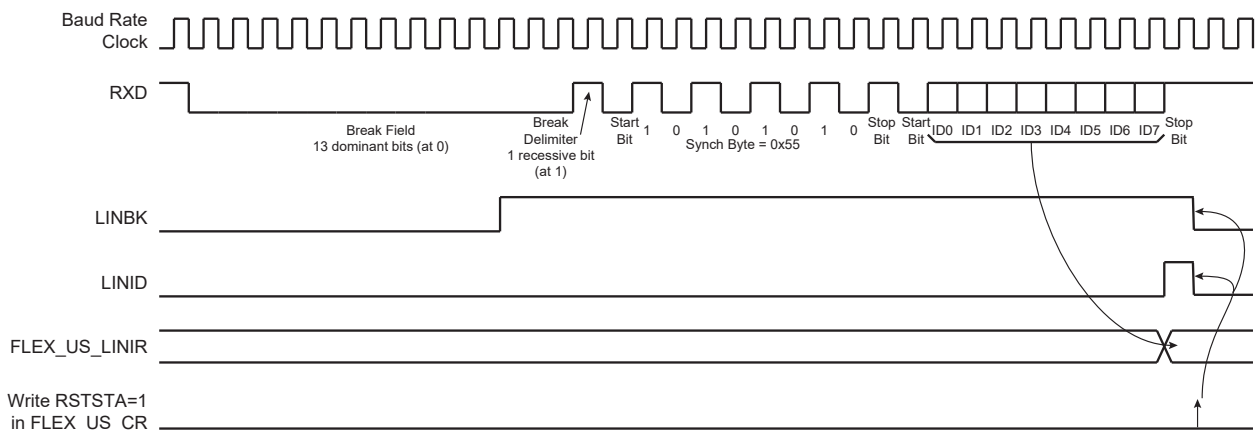 Baud Rate
Clock
RXD
Break Field
13 dominant bits (at 0)
Break
Delimiter
1 recessive bit
(at 1)
Start
Bit
1 0 1 0 1 0 1 0
Synch Byte = 0x55
Stop
Bit
Start
Bit
ID0 ID1 ID2 ID3 ID4 ID5 ID6 ID7
Stop
Bit
LINBK
LINID
FLEX_US_LINIR
Write RSTSTA=1
in FLEX_US_CR